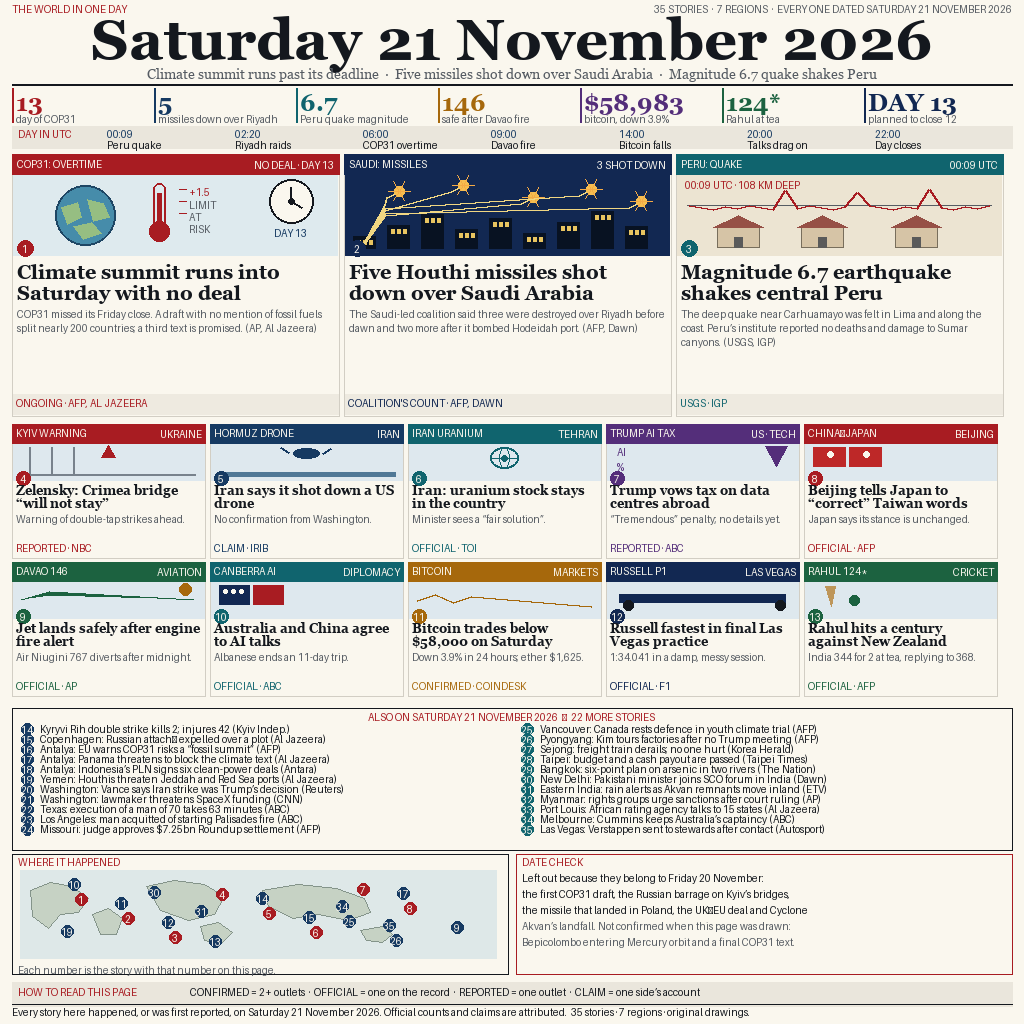 THE WORLD IN ONE DAY
35 STORIES · 7 REGIONS · EVERY ONE DATED SATURDAY 21 NOVEMBER 2026
Saturday 21 November 2026
Climate summit runs past its deadline · Five missiles shot down over Saudi Arabia · Magnitude 6.7 quake shakes Peru
13
day of COP31
5
missiles down over Riyadh
6.7
Peru quake magnitude
146
safe after Davao fire
$58,983
bitcoin, down 3.9%
124*
Rahul at tea
DAY 13
planned to close 12
DAY IN UTC
00:09
Peru quake
02:20
Riyadh raids
06:00
COP31 overtime
09:00
Davao fire
14:00
Bitcoin falls
20:00
Talks drag on
22:00
Day closes
COP31: OVERTIME
NO DEAL · DAY 13
+1.5
LIMIT
AT
RISK
DAY 13
1
Climate summit runs into
Saturday with no deal
COP31 missed its Friday close. A draft with no mention of fossil fuels
split nearly 200 countries; a third text is promised. (AP, Al Jazeera)
ONGOING · AFP, AL JAZEERA
SAUDI: MISSILES
3 SHOT DOWN
2
Five Houthi missiles shot
down over Saudi Arabia
The Saudi-led coalition said three were destroyed over Riyadh before
dawn and two more after it bombed Hodeidah port. (AFP, Dawn)
COALITION'S COUNT · AFP, DAWN
PERU: QUAKE
00:09 UTC
00:09 UTC · 108 KM DEEP
3
Magnitude 6.7 earthquake
shakes central Peru
The deep quake near Carhuamayo was felt in Lima and along the
coast. Peru's institute reported no deaths and damage to Sumar
canyons. (USGS, IGP)
USGS · IGP
KYIV WARNING
UKRAINE
4
Zelensky: Crimea bridge
“will not stay”
Warning of double-tap strikes ahead.
REPORTED · NBC
HORMUZ DRONE
IRAN
5
Iran says it shot down a US
drone
No confirmation from Washington.
CLAIM · IRIB
IRAN URANIUM
TEHRAN
6
Iran: uranium stock stays
in the country
Minister sees a “fair solution”.
OFFICIAL · TOI
TRUMP AI TAX
US · TECH
AI
%
7
Trump vows tax on data
centres abroad
“Tremendous” penalty; no details yet.
REPORTED · ABC
CHINA▯JAPAN
BEIJING
8
Beijing tells Japan to
“correct” Taiwan words
Japan says its stance is unchanged.
OFFICIAL · AFP
DAVAO 146
AVIATION
9
Jet lands safely after engine
fire alert
Air Niugini 767 diverts after midnight.
OFFICIAL · AP
CANBERRA AI
DIPLOMACY
10
Australia and China agree
to AI talks
Albanese ends an 11-day trip.
OFFICIAL · ABC
BITCOIN
MARKETS
11
Bitcoin trades below
$58,000 on Saturday
Down 3.9% in 24 hours; ether $1,625.
CONFIRMED · COINDESK
RUSSELL P1
LAS VEGAS
12
Russell fastest in final Las
Vegas practice
1:34.041 in a damp, messy session.
OFFICIAL · F1
RAHUL 124*
CRICKET
13
Rahul hits a century
against New Zealand
India 344 for 2 at tea, replying to 368.
OFFICIAL · AFP
ALSO ON SATURDAY 21 NOVEMBER 2026 ▯ 22 MORE STORIES
14 Kyryvi Rih double strike kills 2; injures 42 (Kyiv Indep.)
15 Copenhagen: Russian attach▯ expelled over a plot (Al Jazeera)
16 Antalya: EU warns COP31 risks a “fossil summit” (AFP)
17 Antalya: Panama threatens to block the climate text (Al Jazeera)
18 Antalya: Indonesia's PLN signs six clean-power deals (Antara)
19 Yemen: Houthis threaten Jeddah and Red Sea ports (Al Jazeera)
20 Washington: Vance says Iran strike was Trump's decision (Reuters)
21 Washington: lawmaker threatens SpaceX funding (CNN)
22 Texas: execution of a man of 70 takes 63 minutes (ABC)
23 Los Angeles: man acquitted of starting Palisades fire (ABC)
24 Missouri: judge approves $7.25bn Roundup settlement (AFP)
25 Vancouver: Canada rests defence in youth climate trial (AFP)
26 Pyongyang: Kim tours factories after no Trump meeting (AFP)
27 Sejong: freight train derails; no one hurt (Korea Herald)
28 Taipei: budget and a cash payout are passed (Taipei Times)
29 Bangkok: six-point plan on arsenic in two rivers (The Nation)
30 New Delhi: Pakistani minister joins SCO forum in India (Dawn)
31 Eastern India: rain alerts as Akvan remnants move inland (ETV)
32 Myanmar: rights groups urge sanctions after court ruling (AP)
33 Port Louis: African rating agency talks to 15 states (Al Jazeera)
34 Melbourne: Cummins keeps Australia's captaincy (ABC)
35 Las Vegas: Verstappen sent to stewards after contact (Autosport)
WHERE IT HAPPENED
10
1
11
2
19
30
12
3
31
4
13
14
5
15
6
7
34
25
17
8
35
26
9
Each number is the story with that number on this page.
DATE CHECK
Left out because they belong to Friday 20 November:
the first COP31 draft, the Russian barrage on Kyiv's bridges,
the missile that landed in Poland, the UK▯EU deal and Cyclone
Akvan's landfall. Not confirmed when this page was drawn:
Bepicolombo entering Mercury orbit and a final COP31 text.
HOW TO READ THIS PAGE
CONFIRMED = 2+ outlets · OFFICIAL = one on the record · REPORTED = one outlet · CLAIM = one side's account
Every story here happened, or was first reported, on Saturday 21 November 2026. Official counts and claims are attributed. 35 stories · 7 regions · original drawings.